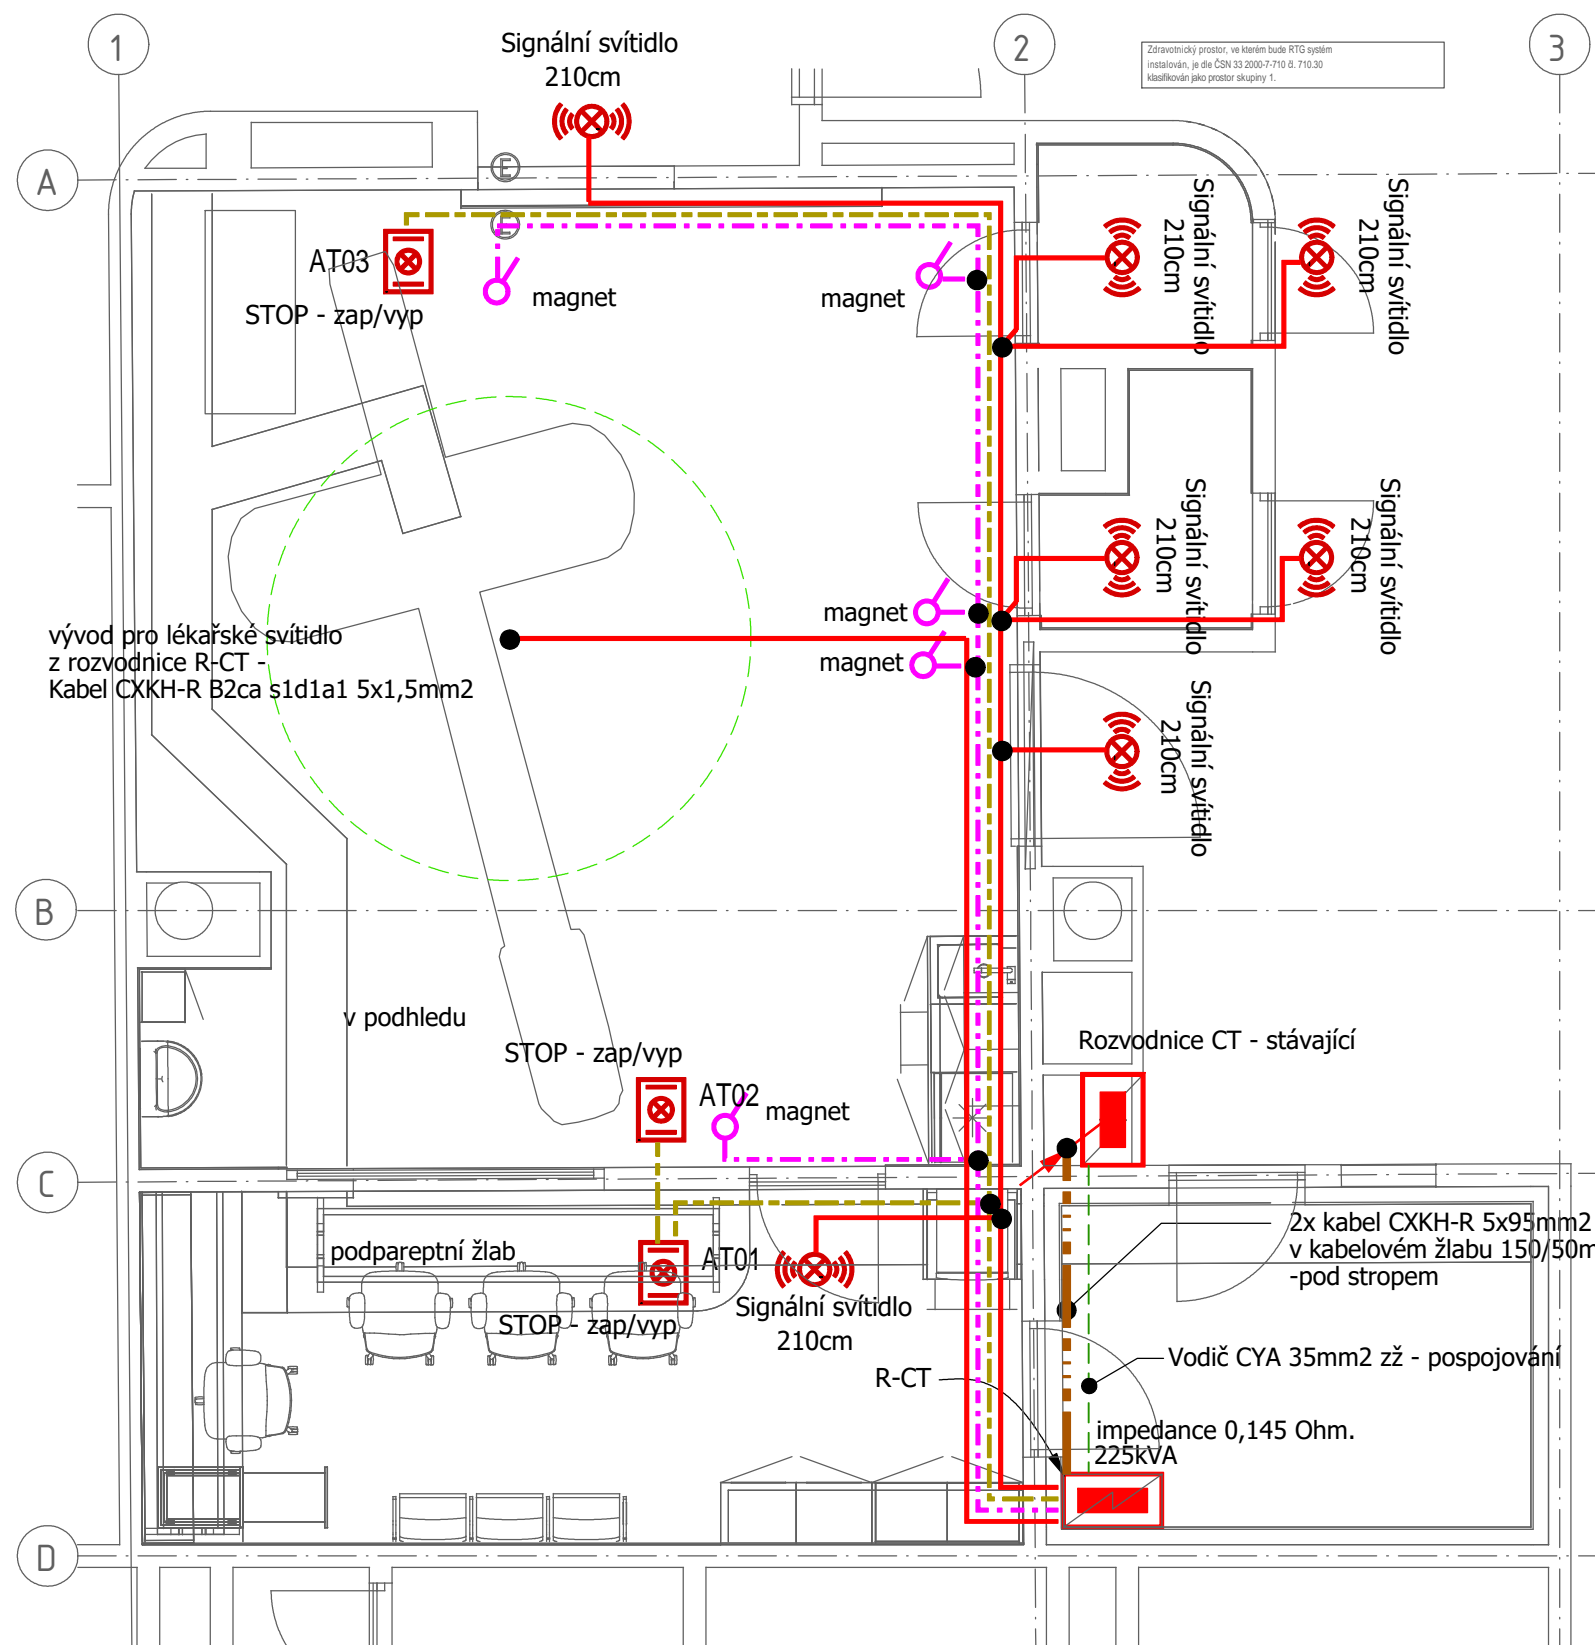 1
2
3
Signální svítidlo
210cm
Zdravotnický prostor, ve kterém bude RTG systém
instalován, je dle ČSN 33 2000-7-710 čl. 710.30
klasifikován jako prostor skupiny 1.
A
E
E
AT03
STOP - zap/vyp
magnet
magnet
Signální svítidlo
210cm
Signální svítidlo
210cm
Signální svítidlo
210cm
Signální svítidlo
210cm
magnet
magnet
vývod pro lékařské svítidlo
z rozvodnice R-CT -
Kabel CXKH-R B2ca s1d1a1 5x1,5mm2
Signální svítidlo
210cm
B
v podhledu
STOP - zap/vyp
AT02
magnet
Rozvodnice CT - stávající
C
2x kabel CXKH-R 5x95mm2
v kabelovém žlabu 150/50m
-pod stropem
podpareptní žlab
AT01
STOP - zap/vyp
Signální svítidlo
210cm
Vodič CYA 35mm2 zž - pospojování
R-CT
impedance 0,145 Ohm.
225kVA
D